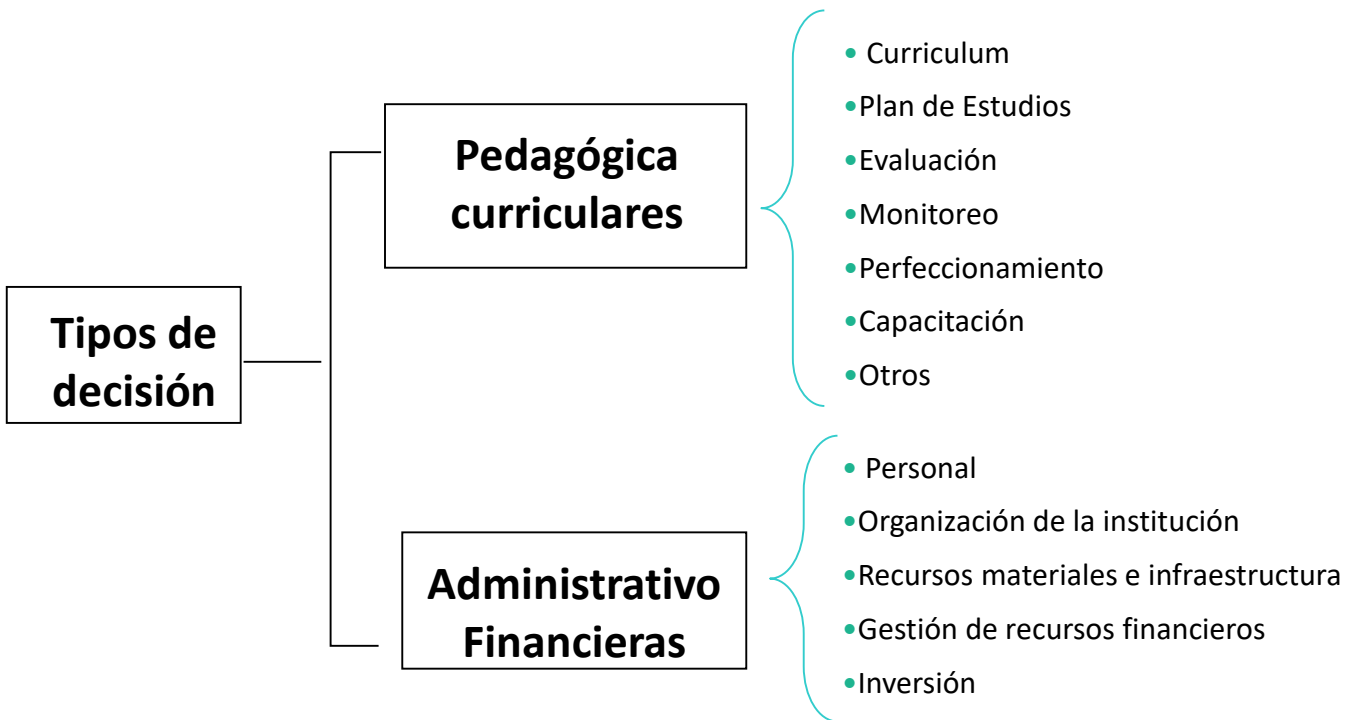 Tipos de
decisión
Pedagógica
curriculares
• Curriculum
•Plan de Estudios
•Evaluación
•Monitoreo
•Perfeccionamiento
•Capacitación
•Otros
Administrativo
Financieras
• Personal
•Organización de la institución
•Recursos materiales e infraestructura
•Gestión de recursos financieros
•Inversión